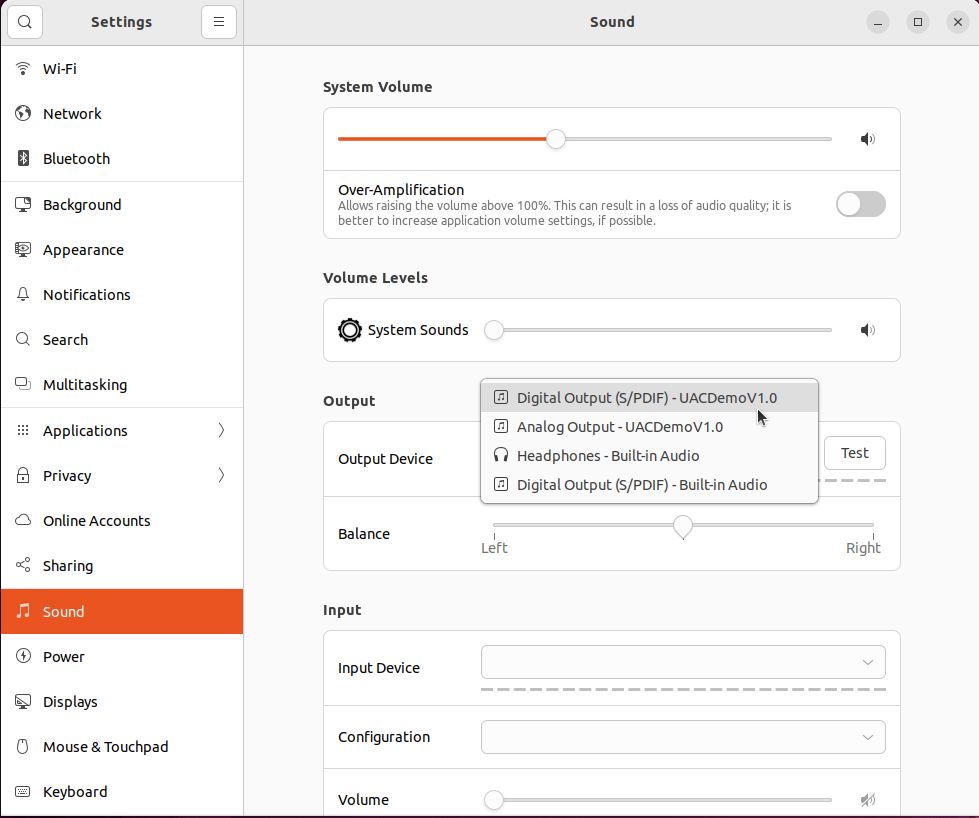 Settings
Sound
Wi-Fi
Network
Bluetooth
Background
Appearance
Notifications
Search
Multitasking
Applications
Privacy
Online Accounts
Sharing
Sound
Power
Displays
Mouse & Touchpad
Keyboard
System Volume
Over-Amplification
Allows raising the volume above 100%. This can result in a loss of audio quality; it is
better to increase application volume settings, if possible.
Volume Levels
System Sounds
Output
Digital Output (S/PDIF) - UACDemoV1.0
Analog Output - UACDemoV1.0
Headphones - Built-in Audio
Digital Output (S/PDIF) - Built-in Audio
Output Device
Test
Balance
Left
Right
Input
Input Device
Configuration
Volume